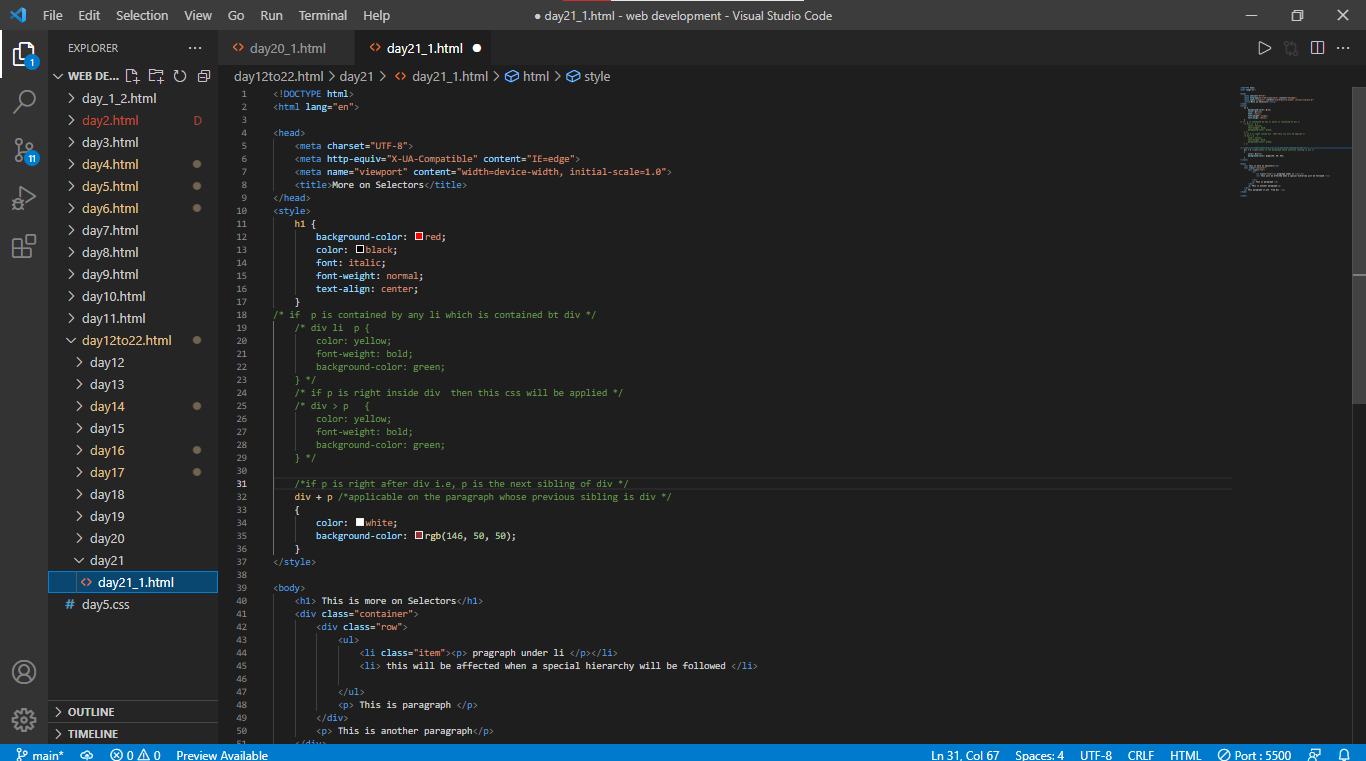 File Edit Selection View Go Run Terminal Help
● day21_1.html - web development - Visual Studio Code
EXPLORER
day20_1.html
day21_1.html
WEB DE...
day12to22.html > day21 > day21_1.html > html > style
day_1_2.html
day2.html D
day3.html
day4.html
day5.html
day6.html
day7.html
day8.html
day9.html
day10.html
day11.html
day12to22.html
day12
day13
day14
day15
day16
day17
day18
day19
day20
day21
day21_1.html
# day5.css
OUTLINE
TIMELINE
1
11
1 <!DOCTYPE html>
2 <html lang="en">
3
4 <head>
5 <meta charset="UTF-8">
6 <meta http-equiv="X-UA-Compatible" content="IE=edge">
7 <meta name="viewport" content="width=device-width, initial-scale=1.0">
8 <title>More on Selectors</title>
9 </head>
10 <style>
11 h1 {
12 background-color: red;
13 color: black;
14 font: italic;
15 font-weight: normal;
16 text-align: center;
17 }
18 /* if p is contained by any li which is contained bt div */
19 /* div li p {
20 color: yellow;
21 font-weight: bold;
22 background-color: green;
23 } */
24 /* if p is right inside div then this css will be applied */
25 /* div > p {
26 color: yellow;
27 font-weight: bold;
28 background-color: green;
29 } */
30
31 /*if p is right after div i.e, p is the next sibling of div */
32 div + p /*applicable on the paragraph whose previous sibling is div */
33 {
34 color: white;
35 background-color: rgb(146, 50, 50);
36 }
37 </style>
38
39 <body>
40 <h1> This is more on Selectors</h1>
41 <div class="container">
42 <div class="row">
43 <ul>
44 <li class="item"><p> pragraph under li </p></li>
45 <li> this will be affected when a special hierarchy will be followed </li>
46
47 </ul>
48 <p> This is paragraph </p>
49 </div>
50 <p> This is another paragraph</p>
51 </div>
main* 0 0 Preview Available Ln 31, Col 67 Spaces: 4 UTF-8 CRLF HTML Port : 5500